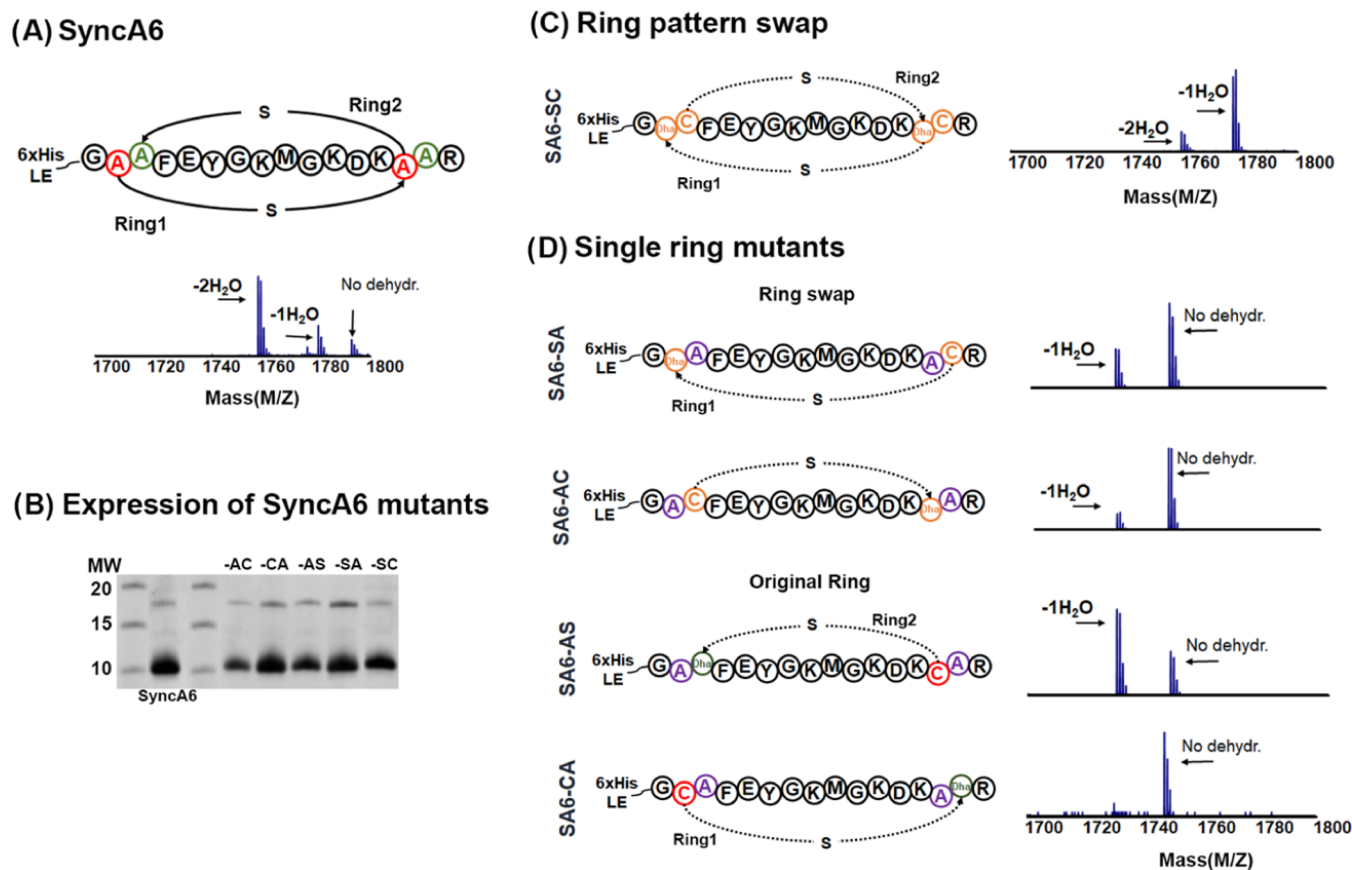 (A) SyncA6
S
Ring2
6xHis
LE
G A A F E Y G K M G K D K A A R
S
Ring1
-2H₂O
-1H₂O
No dehydr.
1700 1720 1740 1760 1780 1800
Mass(M/Z)
(B) Expression of SyncA6 mutants
MW -AC -CA -AS -SA -SC
20
15
10
SyncA6
(C) Ring pattern swap
SA6-SC
S
Ring2
6xHis
LE
G Dha C F E Y G K M G K D K Dha C R
S
Ring1
-1H₂O
-2H₂O
1700 1720 1740 1760 1780 1800
Mass(M/Z)
(D) Single ring mutants
Ring swap
SA6-SA
6xHis
LE
G Dha A F E Y G K M G K D K A C R
Ring1
S
No dehydr.
-1H₂O
SA6-AC
S
6xHis
LE
G A C F E Y G K M G K D K Dha A R
No dehydr.
-1H₂O
Original Ring
SA6-AS
S
Ring2
6xHis
LE
G A Dha F E Y G K M G K D K C A R
-1H₂O
No dehydr.
SA6-CA
6xHis
LE
G C A F E Y G K M G K D K A Dha R
Ring1
S
No dehydr.
1700 1720 1740 1760 1780 1800
Mass(M/Z)